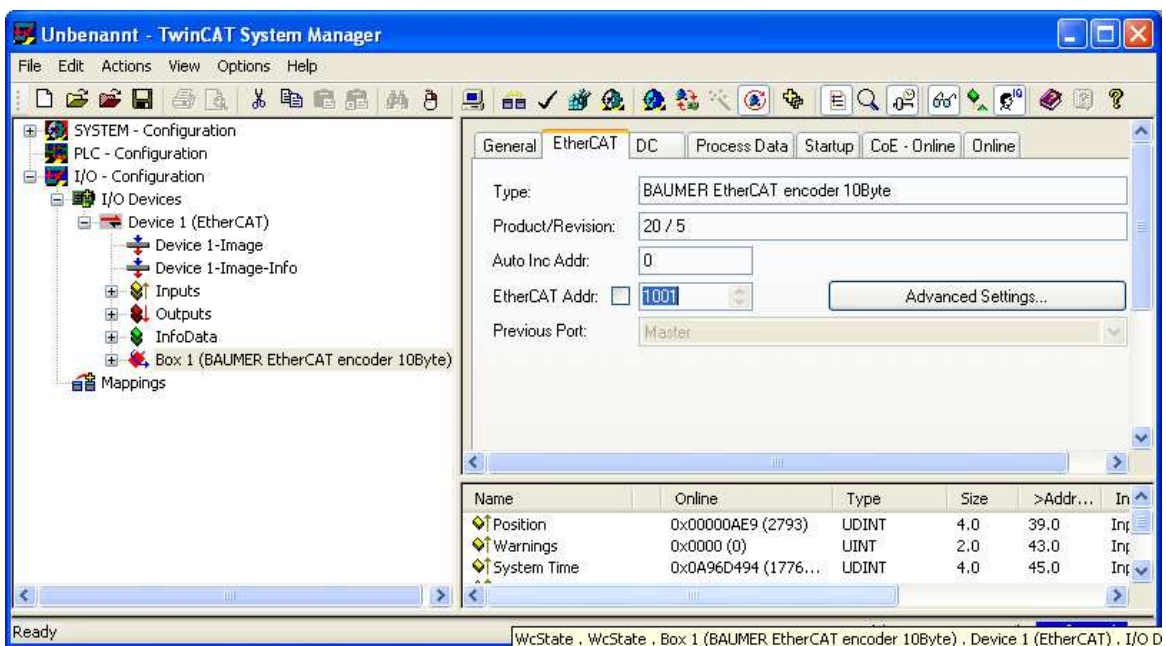 Unbenannt - TwinCAT System Manager
File Edit Actions View Options Help
SYSTEM - Configuration
PLC - Configuration
I/O - Configuration
I/O Devices
Device 1 (EtherCAT)
Device 1-Image
Device 1-Image-Info
Inputs
Outputs
InfoData
Box 1 (BAUMER EtherCAT encoder 10Byte)
Mappings
General EtherCAT DC Process Data Startup CoE - Online Online
Type: BAUMER EtherCAT encoder 10Byte
Product/Revision: 20 / 5
Auto Inc Addr: 0
EtherCAT Addr: 1001 Advanced Settings...
Previous Port: Master
Name Online Type Size >Addr... In
Position 0x00000AE9 (2793) UDINT 4.0 39.0 Inp
Warnings 0x0000 (0) UINT 2.0 43.0 Inp
System Time 0x0A96D494 (1776... UDINT 4.0 45.0 Inp
Ready
WcState . WcState . Box 1 (BAUMER EtherCAT encoder 10Byte) . Device 1 (EtherCAT) . I/O D